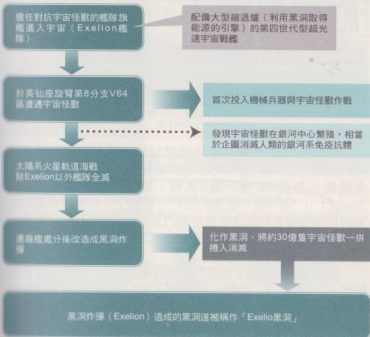 擔任對抗宇宙怪獸的艦隊旗
艦進入宇宙（Exelion艦
隊）
配備大型縮退爐（利用黑洞取得
能源的引擎）的第四世代型超光
速宇宙戰艦
於英仙座旋臂第8分支V64
區遭遇宇宙怪獸
首次投入機械兵器與宇宙怪獸作戰
發現宇宙怪獸在銀河中心繁殖，相當
於企圖消滅人類的銀河系免疫抗體
太陽系火星軌道海戰
除Exelion以外艦隊全滅
遭廢艦處分後改造成黑洞炸
彈
化作黑洞，將約30億隻宇宙怪獸一併
捲入消滅
黑洞炸彈（Exelion）造成的黑洞遂被稱作「Exelio黑洞」